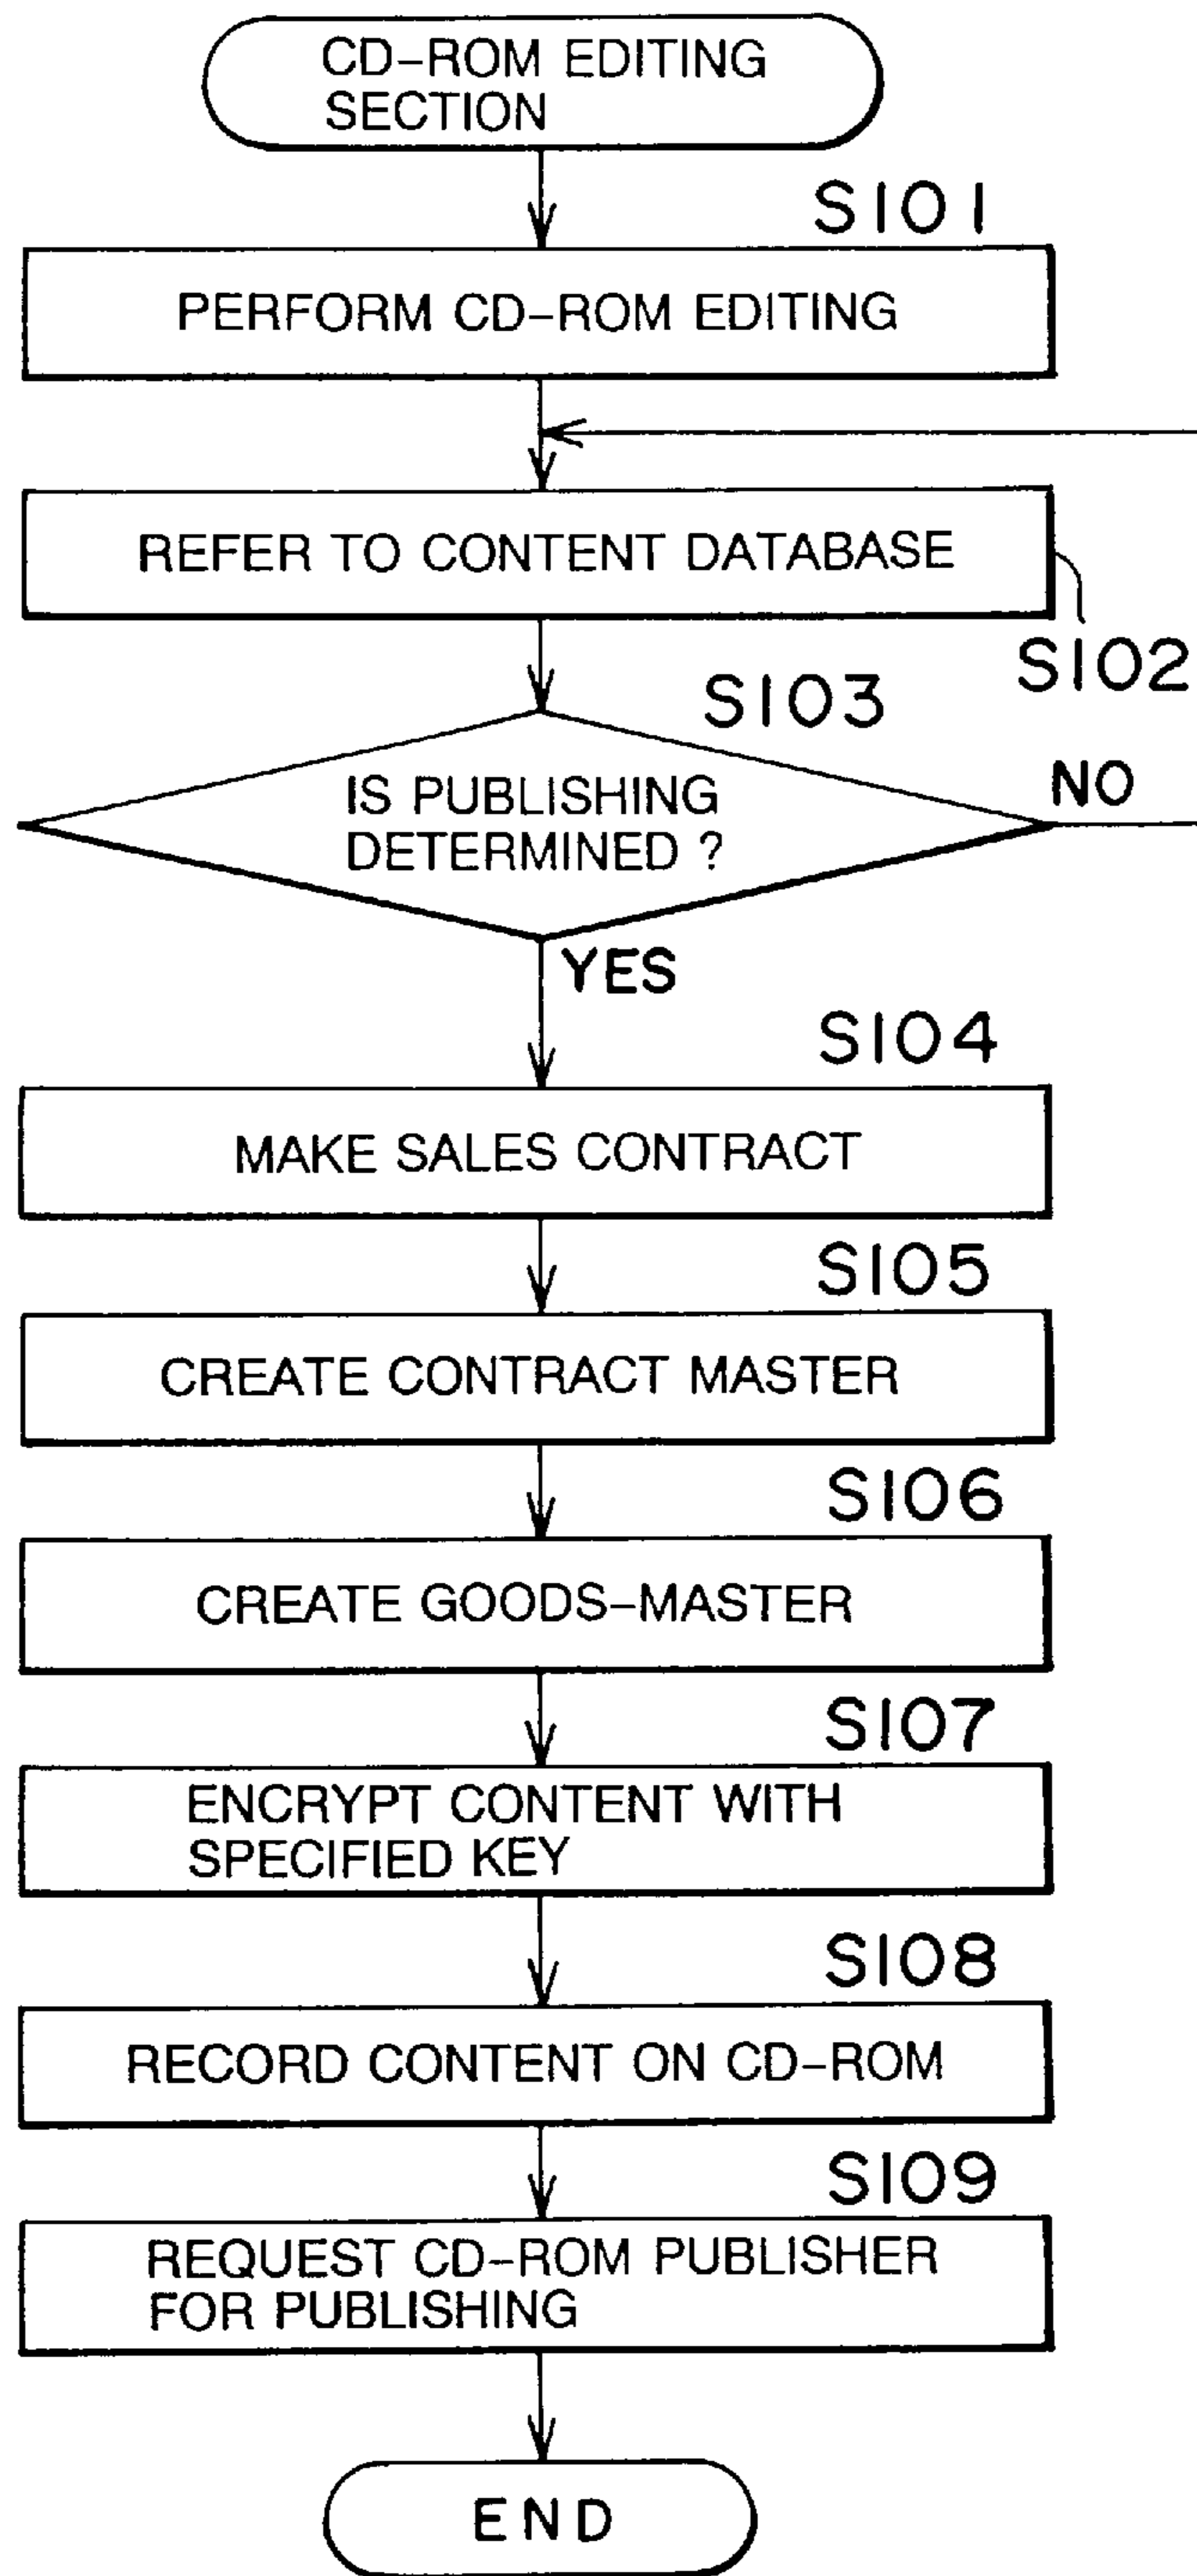 CD-ROM EDITING
SECTION
S101
PERFORM CD-ROM EDITING
REFER TO CONTENT DATABASE
S102
S103
IS PUBLISHING
DETERMINED ?
NO
YES
S104
MAKE SALES CONTRACT
S105
CREATE CONTRACT MASTER
S106
CREATE GOODS-MASTER
S107
ENCRYPT CONTENT WITH
SPECIFIED KEY
S108
RECORD CONTENT ON CD-ROM
S109
REQUEST CD-ROM PUBLISHER
FOR PUBLISHING
END